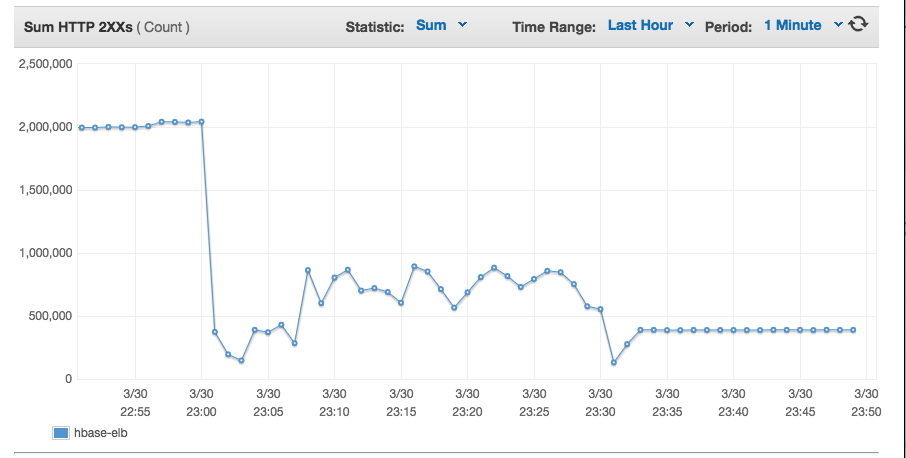 Sum HTTP 2XXs ( Count ) Statistic: Sum Time Range: Last Hour Period: 1 Minute
2,500,000
2,000,000
1,500,000
1,000,000
500,000
0
3/30 3/30 3/30 3/30 3/30 3/30 3/30 3/30 3/30 3/30 3/30 3/30
22:55 23:00 23:05 23:10 23:15 23:20 23:25 23:30 23:35 23:40 23:45 23:50
hbase-elb